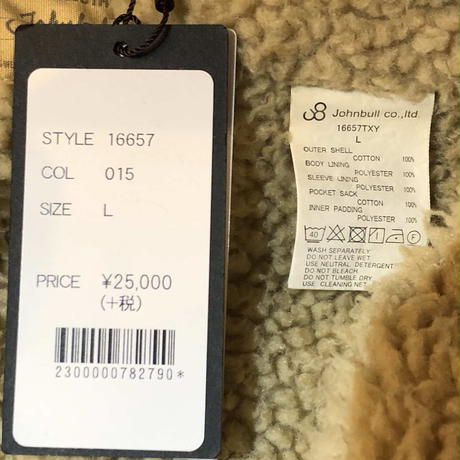 STYLE 16657
COL 015
SIZE L
PRICE ¥25,000
(+税)
2300000782790*
Johnbull co.,ltd.
16657TXY
L
OUTER SHELL
COTTON 100%
BODY LINING
POLYESTER 100%
SLEEVE LINING
POLYESTER 100%
POCKET SACK
COTTON 100%
INNER PADDING
POLYESTER 100%
40 F
WASH SEPARATELY
DO NOT LEAVE WET
USE NEUTRAL DETERGENT
DO NOT BLEACH
DO NOT TUMBLE DRY
USE CLEANING NET